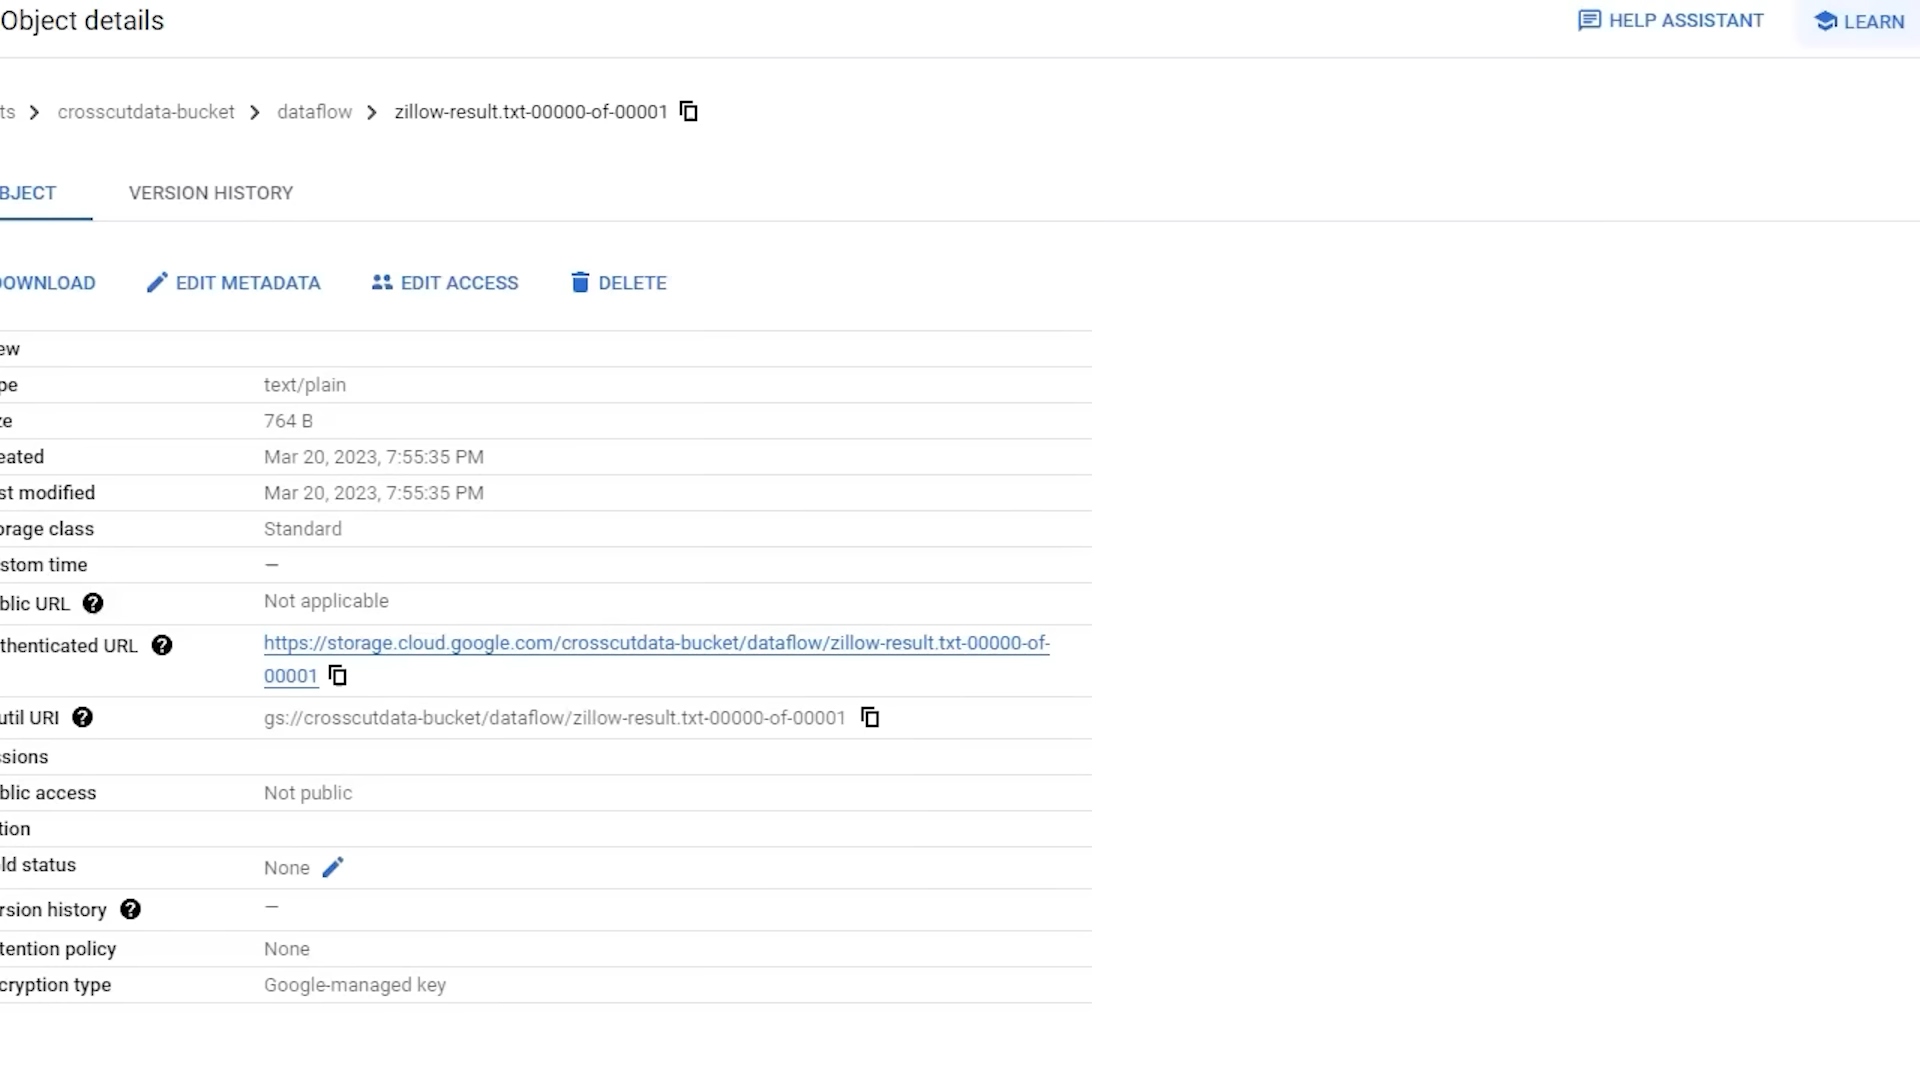 Object details
HELP ASSISTANT
LEARN
ts > crosscutdata-bucket > dataflow > zillow-result.txt-00000-of-00001
BJECT
VERSION HISTORY
OWNLOAD
EDIT METADATA
EDIT ACCESS
DELETE
ew
pe text/plain
ze 764 B
eated Mar 20, 2023, 7:55:35 PM
st modified Mar 20, 2023, 7:55:35 PM
orage class Standard
stom time —
blic URL ? Not applicable
thenticated URL ? https://storage.cloud.google.com/crosscutdata-bucket/dataflow/zillow-result.txt-00000-of-
00001
util URI ? gs://crosscutdata-bucket/dataflow/zillow-result.txt-00000-of-00001
ssions
blic access Not public
tion
ld status None
rsion history ? —
tention policy None
cryption type Google-managed key